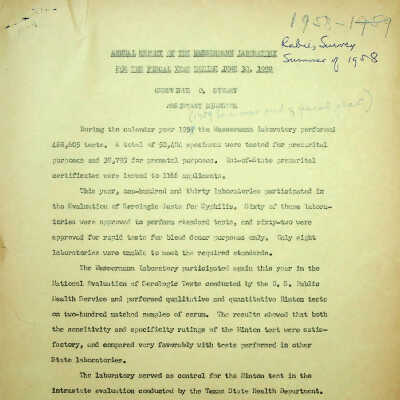 1958-1959
Rabies Survey
Summer of 1958
ANNUAL REPORT OF THE WASSERMANN LABORATORY
FOR THE FISCAL YEAR ENDING JUNE 30, 1959
GENEVIEVE O. STUART
ASSISTANT DIRECTOR
During the calendar year the Wassermann laboratory performed
tests. A total of specimens were tested for premarital
purposes and for prenatal purposes. Out-of-State premarital
certificates were issued to 1166 applicants.
This year, one-hundred and thirty laboratories participated in
the Evaluation of Serologic Tests for Syphilis. Sixty of these labora-
tories were approved to perform standard tests, and sixty-two were
approved for rapid tests for blood donor purposes only. Only eight
laboratories were unable to meet the required standards.
The Wassermann laboratory participated again this year in the
National Evaluation of Serologic Tests conducted by the U. S. Public
Health Service and performed qualitative and quantitative Hinton tests
on two-hundred matched samples of serum. The results showed that both
the sensitivity and specificity ratings of the Hinton test were satis-
factory, and compared very favorably with tests performed in other
State laboratories.
The laboratory served as control for the Hinton test in the
intrastate evaluation conducted by the Texas State Health Department.